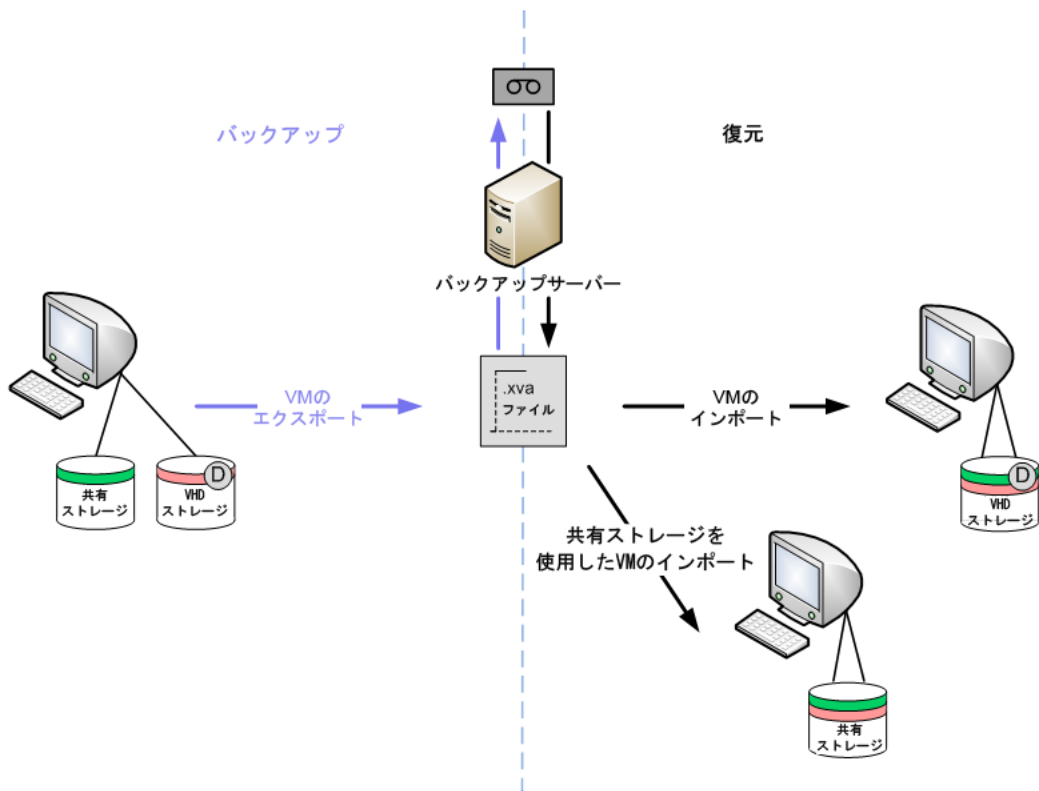 バックアップ
復元
バックアップサーバー
.xva
ファイル
VMの
エクスポート
VMの
インポート
共有
ストレージ
D
VHD
ストレージ
D
VHD
ストレージ
共有ストレージを
使用したVMのインポート
共有
ストレージ